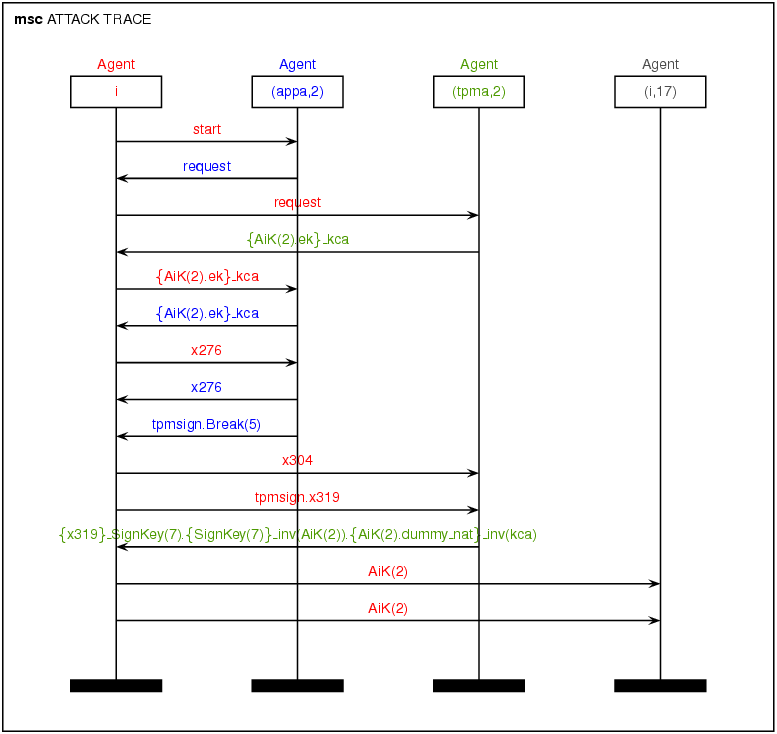 msc ATTACK TRACE
Agent Agent Agent Agent
i (appa,2) (tpma,2) (i,17)
start
request
request
{AiK(2).ek}_kca
{AiK(2).ek}_kca
{AiK(2).ek}_kca
x276
x276
tpmsign.Break(5)
x304
tpmsign.x319
{x319}_SignKey(7).{SignKey(7)}_inv(AiK(2)).{AiK(2).dummy_nat}_inv(kca)
AiK(2)
AiK(2)